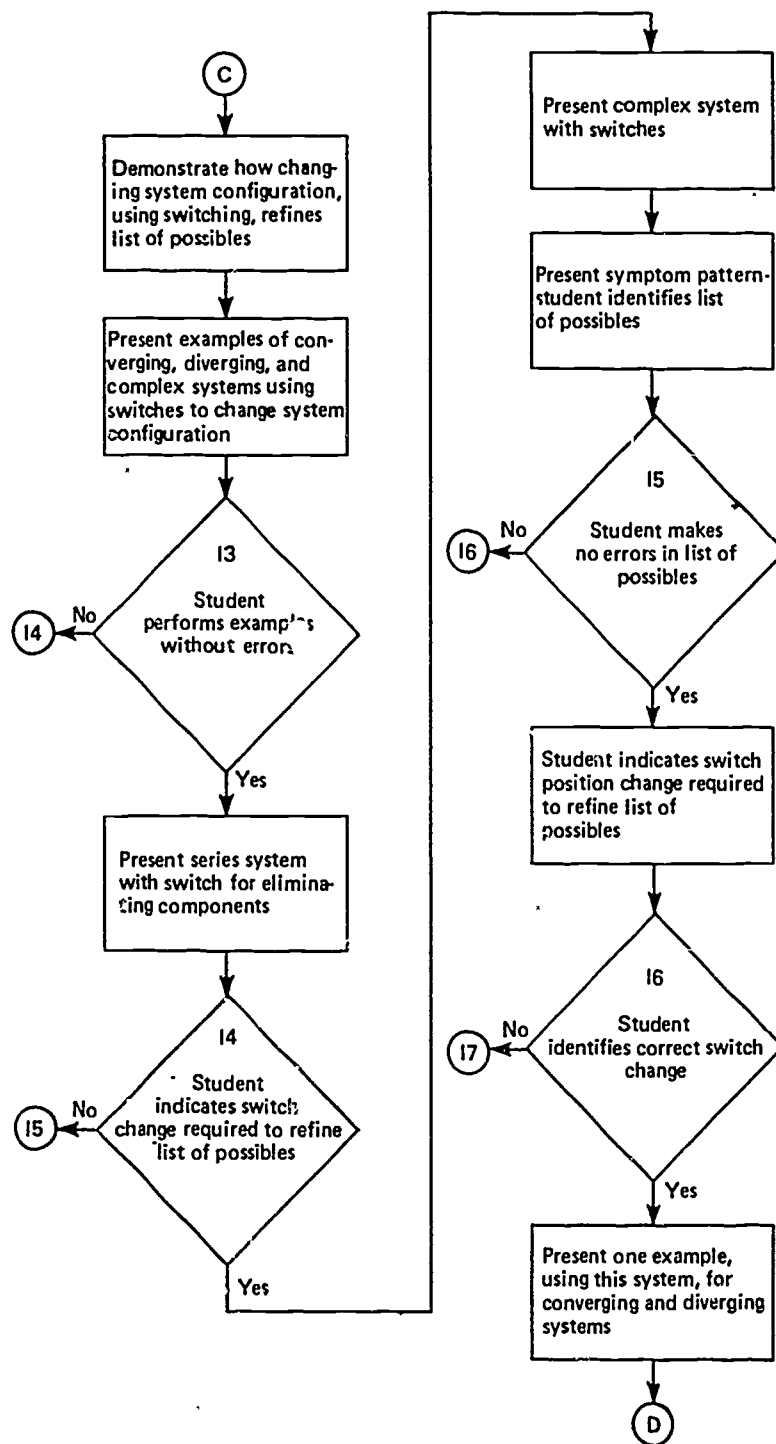 C
Demonstrate how chang-
ing system configuration,
using switching, refines
list of possibles
Present examples of con-
verging, diverging, and
complex systems using
switches to change system
configuration
13
Student
performs examples
without errors
No
14
Yes
Present series system
with switch for elimina-
ting components
14
Student
indicates switch
change required to refine
list of possibles
No
15
Yes
Present complex system
with switches
Present symptom pattern-
student identifies list
of possibles
15
Student makes
no errors in list of
possibles
No
16
Yes
Student indicates switch
position change required
to refine list of
possibles
16
Student
identifies correct switch
change
No
17
Yes
Present one example,
using this system, for
converging and diverging
systems
D